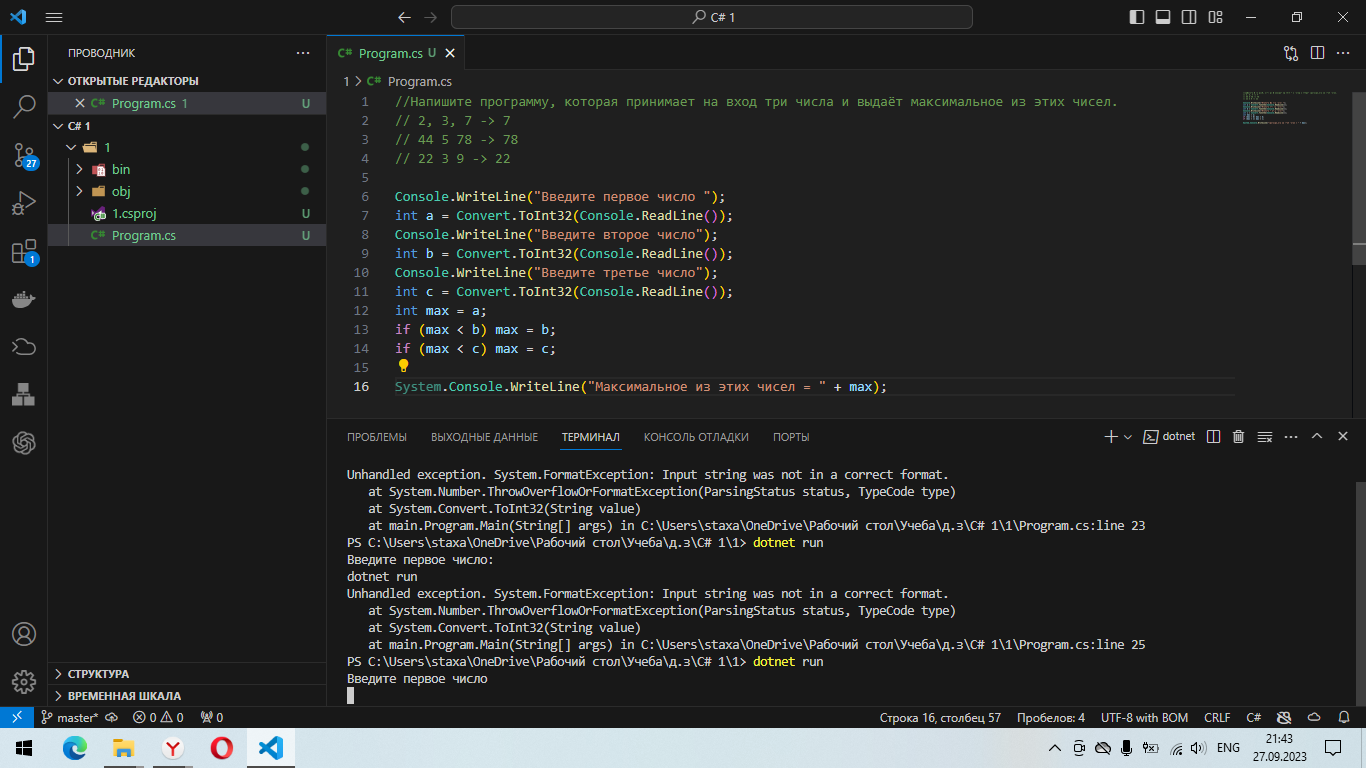 C# 1
ПРОВОДНИК
ОТКРЫТЫЕ РЕДАКТОРЫ
Program.cs 1 U
C# 1
1
bin
obj
1.csproj U
Program.cs U
СТРУКТУРА
ВРЕМЕННАЯ ШКАЛА
27
1
C# Program.cs U
1 > C# Program.cs
1 //Напишите программу, которая принимает на вход три числа и выдаёт максимальное из этих чисел.
2 // 2, 3, 7 -> 7
3 // 44 5 78 -> 78
4 // 22 3 9 -> 22
5
6 Console.WriteLine("Введите первое число ");
7 int a = Convert.ToInt32(Console.ReadLine());
8 Console.WriteLine("Введите второе число");
9 int b = Convert.ToInt32(Console.ReadLine());
10 Console.WriteLine("Введите третье число");
11 int c = Convert.ToInt32(Console.ReadLine());
12 int max = a;
13 if (max < b) max = b;
14 if (max < c) max = c;
15
16 System.Console.WriteLine("Максимальное из этих чисел = " + max);
ПРОБЛЕМЫ ВЫХОДНЫЕ ДАННЫЕ ТЕРМИНАЛ КОНСОЛЬ ОТЛАДКИ ПОРТЫ dotnet
Unhandled exception. System.FormatException: Input string was not in a correct format.
at System.Number.ThrowOverflowOrFormatException(ParsingStatus status, TypeCode type)
at System.Convert.ToInt32(String value)
at main.Program.Main(String[] args) in C:\Users\staxa\OneDrive\Рабочий стол\Учеба\д.з\C# 1\1\Program.cs:line 23
PS C:\Users\staxa\OneDrive\Рабочий стол\Учеба\д.з\C# 1\1> dotnet run
Введите первое число:
dotnet run
Unhandled exception. System.FormatException: Input string was not in a correct format.
at System.Number.ThrowOverflowOrFormatException(ParsingStatus status, TypeCode type)
at System.Convert.ToInt32(String value)
at main.Program.Main(String[] args) in C:\Users\staxa\OneDrive\Рабочий стол\Учеба\д.з\C# 1\1\Program.cs:line 25
PS C:\Users\staxa\OneDrive\Рабочий стол\Учеба\д.з\C# 1\1> dotnet run
Введите первое число
master* 0 0 0 Строка 16, столбец 57 Пробелов: 4 UTF-8 with BOM CRLF C#
ENG
21:43
27.09.2023